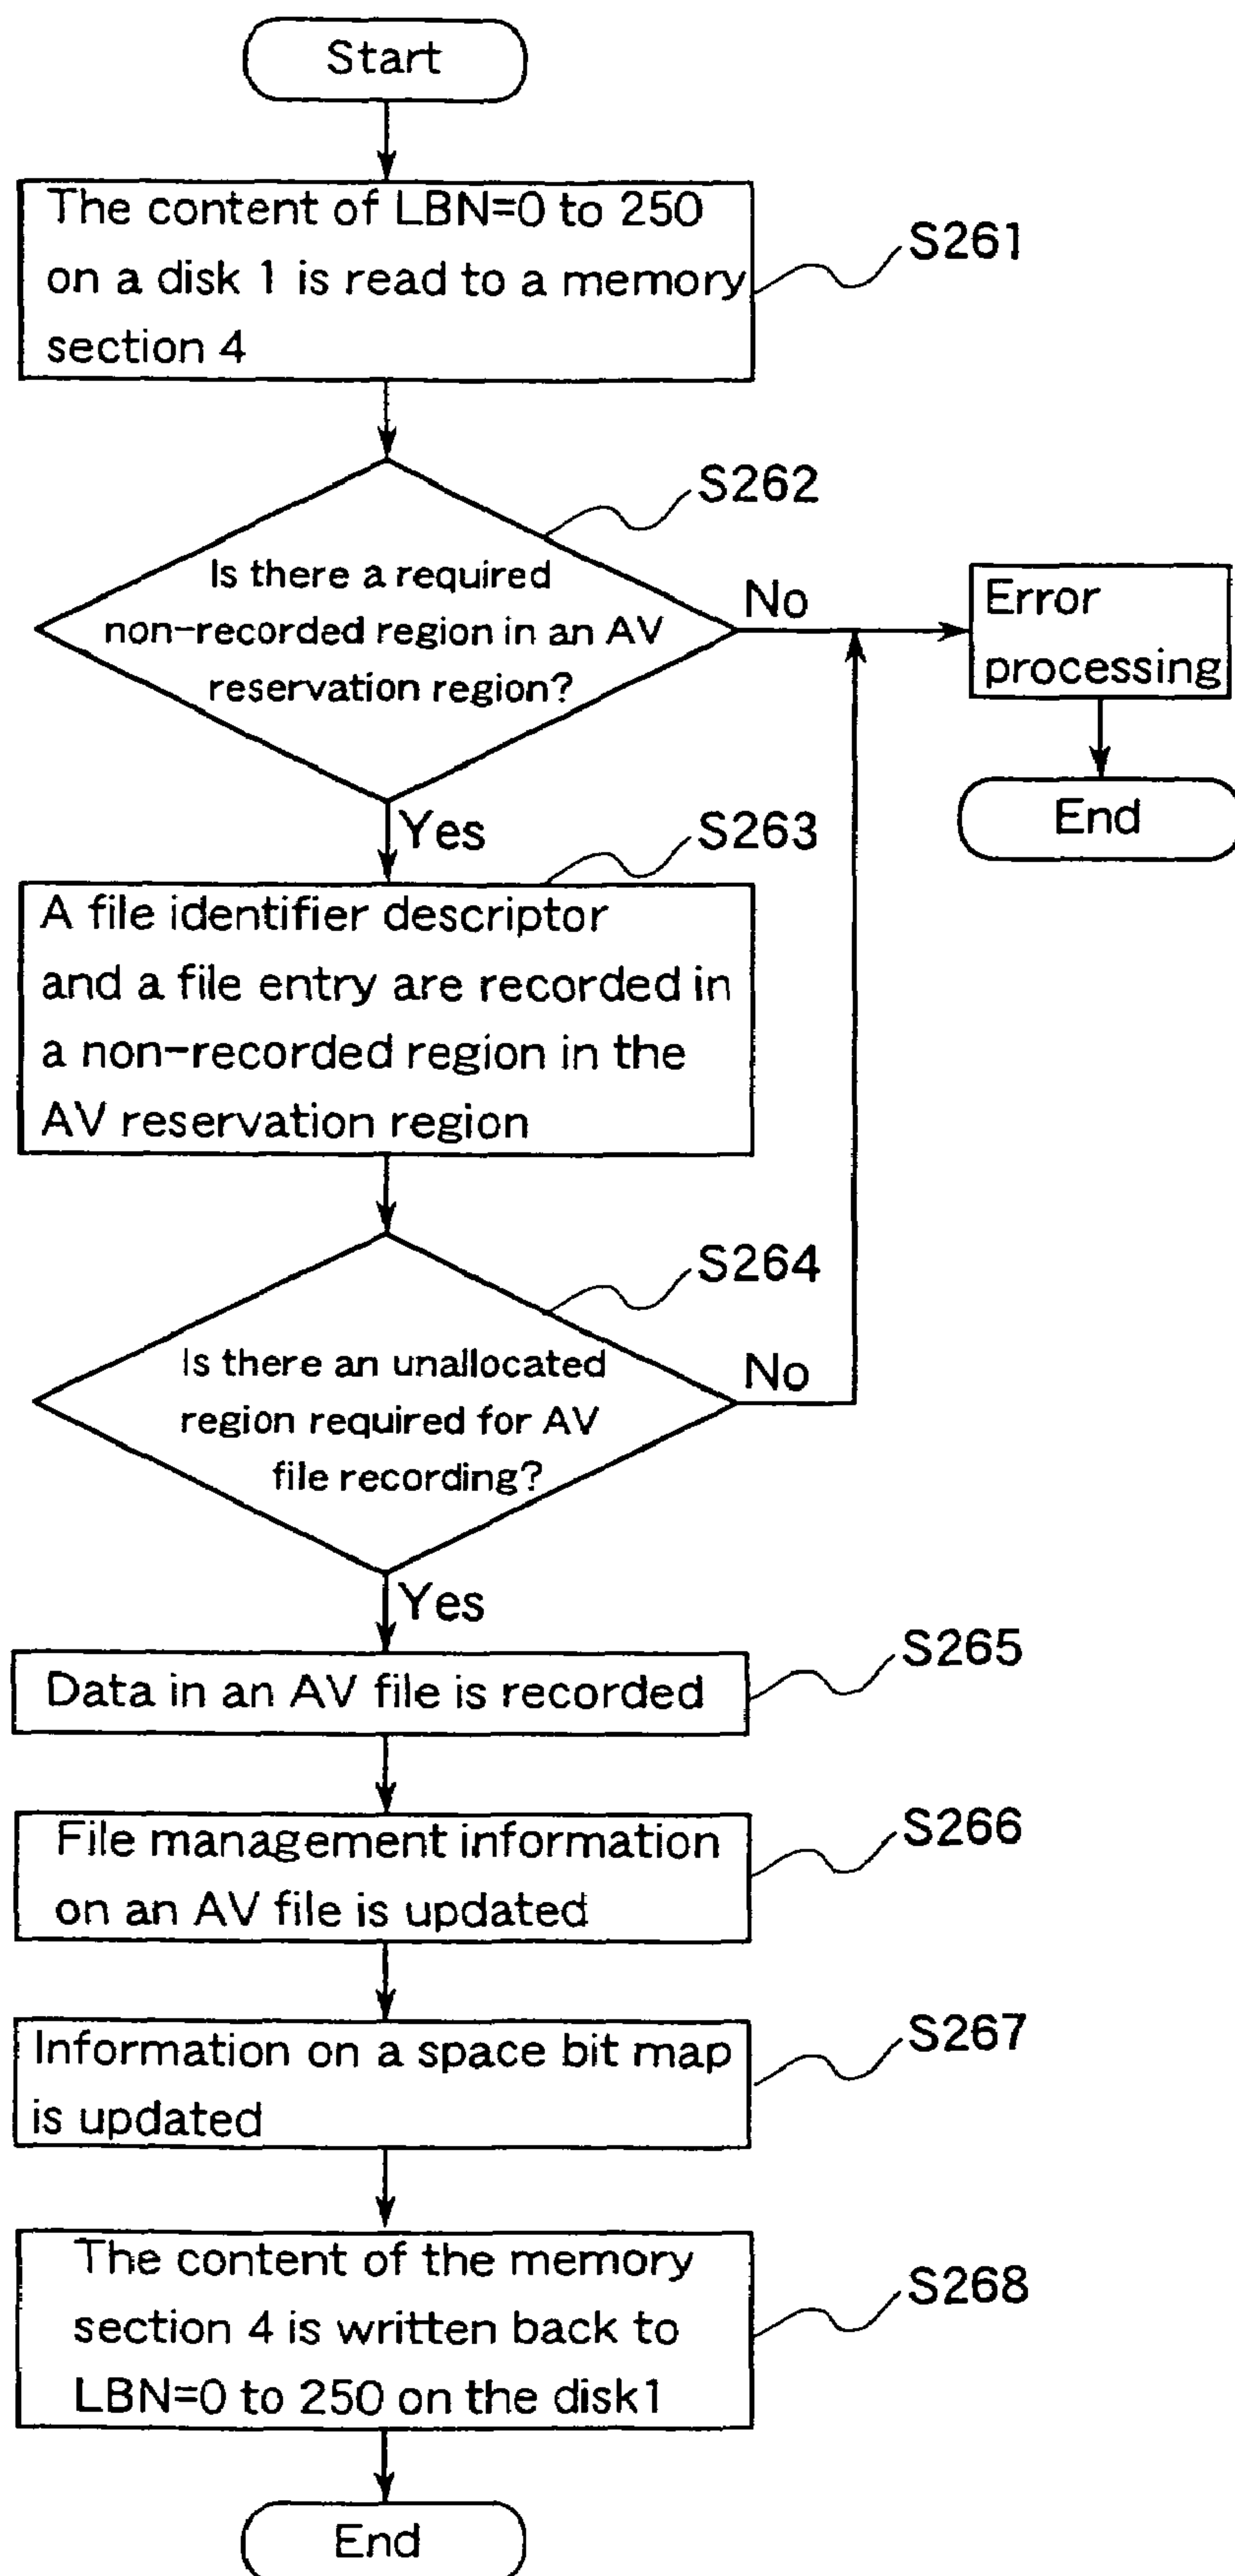 Start
The content of LBN=0 to 250
on a disk 1 is read to a memory
section 4
S261
S262
Is there a required
non-recorded region in an AV
reservation region?
No
Error
processing
End
Yes
S263
A file identifier descriptor
and a file entry are recorded in
a non-recorded region in the
AV reservation region
S264
Is there an unallocated
region required for AV
file recording?
No
Yes
S265
Data in an AV file is recorded
S266
File management information
on an AV file is updated
S267
Information on a space bit map
is updated
The content of the memory
section 4 is written back to
LBN=0 to 250 on the disk1
S268
End